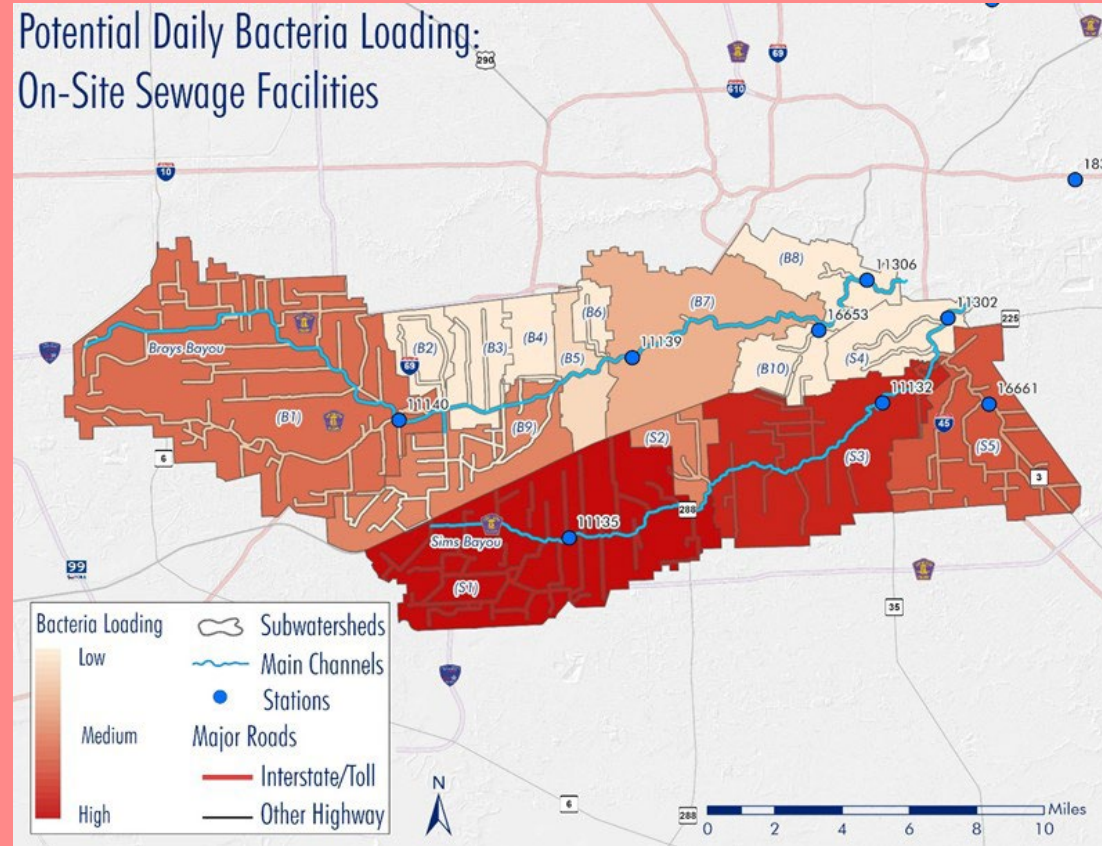 Potential Daily Bacteria Loading:
On-Site Sewage Facilities
290
69
610
10
183
(B8)
11306
(B6)
(B7)
11302
16653
225
Brays Bayou
(B2)
(B3)
(B4)
(B5)
11139
(S4)
69
(B10)
11140
(B1)
(B9)
11132
16661
45
(S2)
(S3)
(S5)
6
3
288
11135
Sims Bayou
99
(S1)
35
Bacteria Loading
Low
Medium
High
Subwatersheds
Main Channels
Stations
Major Roads
Interstate/Toll
Other Highway
N
6
288
Miles
0 2 4 6 8 10